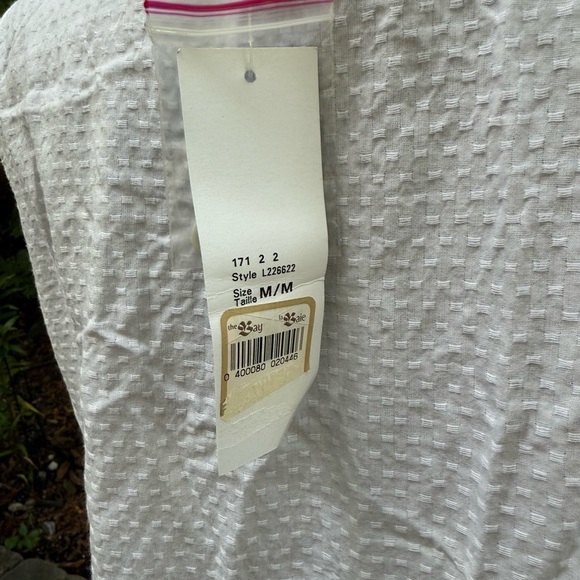 171 2 2
Style L226622
Size
Taille M/M
the Bay la Baie
0 400080 020446